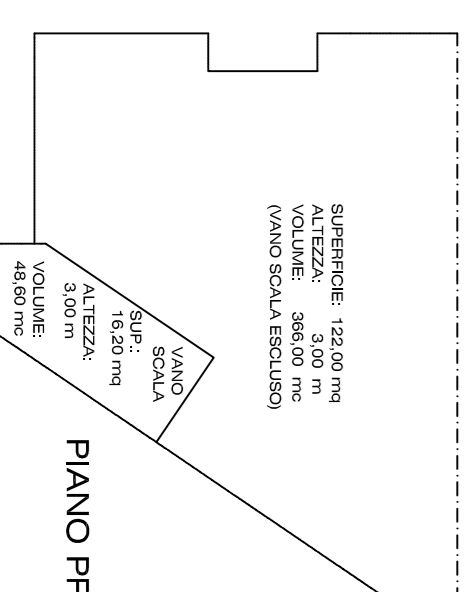 SUPERFICIE: 122,00 mq
ALTEZZA: 3,00 m
VOLUME: 366,00 mc
(VANO SCALA ESCLUSO)
VANO
SCALA
SUP.:
16,20 mq
ALTEZZA:
3,00 m
VOLUME:
48,60 mc
PIANO